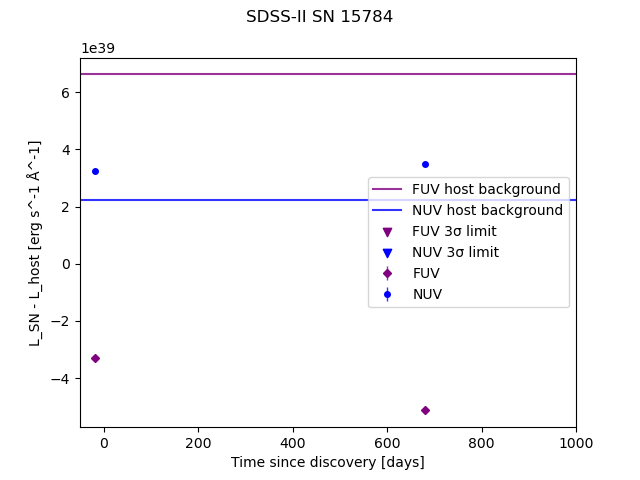 SDSS-II SN 15784
1e39
L_SN - L_host [erg s^-1 Å^-1]
6
4
2
0
−2
−4
FUV host background
NUV host background
FUV 3σ limit
NUV 3σ limit
FUV
NUV
0 200 400 600 800 1000
Time since discovery [days]